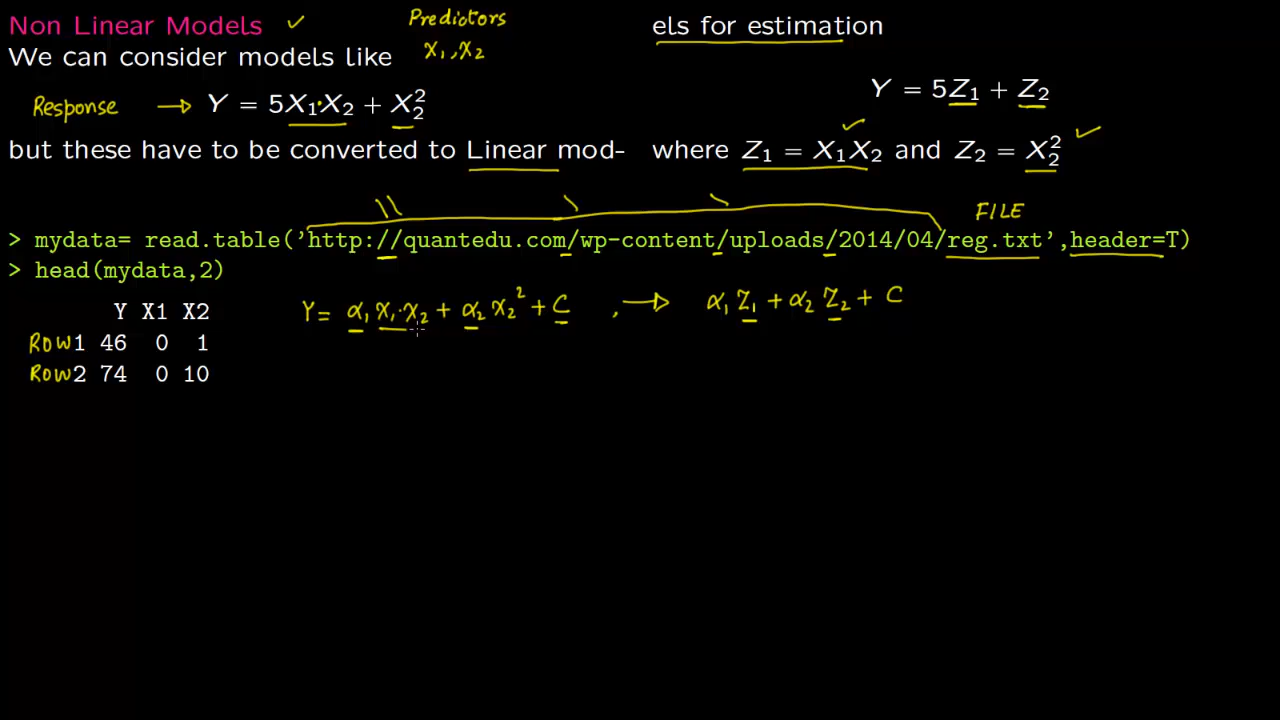 Non Linear Models ✓
Predictors
X₁, X₂
We can consider models like
Response → Y = 5X₁·X₂ + X₂²
but these have to be converted to Linear mod-
els for estimation
Y = 5Z₁ + Z₂
where Z₁ = X₁X₂ and Z₂ = X₂²
FILE
> mydata= read.table('http://quantedu.com/wp-content/uploads/2014/04/reg.txt',header=T)
> head(mydata,2)
Y X1 X2
ROW1 46 0 1
ROW2 74 0 10
Y = α₁ X₁·X₂ + α₂ X₂² + C , → α₁ Z₁ + α₂ Z₂ + C